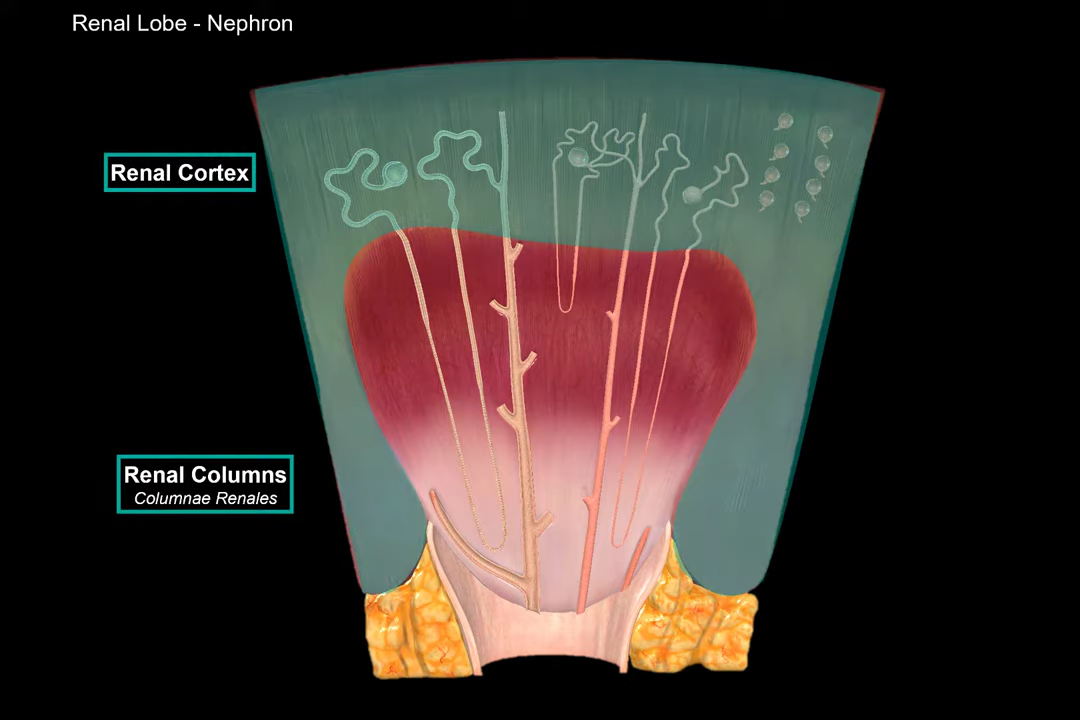 Renal Lobe - Nephron
Renal Cortex
Renal Columns
Columnae Renales